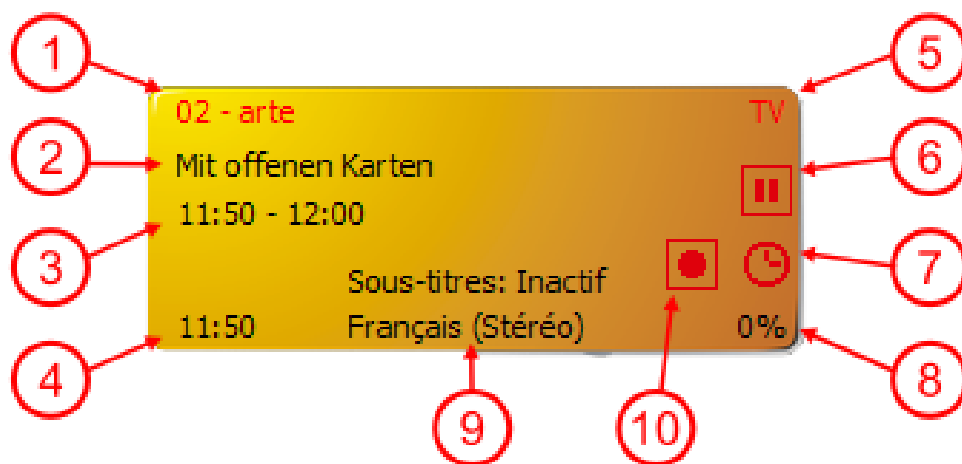 1
5
02 - arte
TV
2
Mit offenen Karten
6
11:50 - 12:00
3
7
Sous-titres: Inactif
11:50
Français (Stéréo)
0%
4
8
9
10